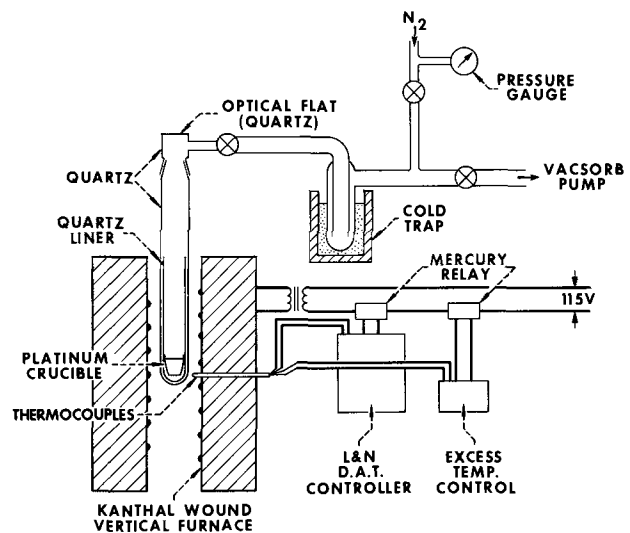 N2
PRESSURE
GAUGE
OPTICAL FLAT
(QUARTZ)
VACSORB
PUMP
QUARTZ
COLD
TRAP
QUARTZ
LINER
MERCURY
RELAY
115V
PLATINUM
CRUCIBLE
THERMOCOUPLES
L&N
D.A.T.
CONTROLLER
EXCESS
TEMP.
CONTROL
KANTHAL WOUND
VERTICAL FURNACE